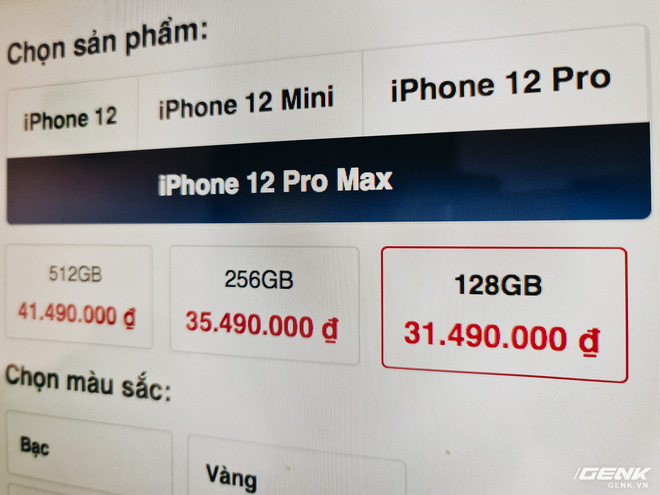 Chọn sản phẩm:
iPhone 12
iPhone 12 Mini
iPhone 12 Pro
iPhone 12 Pro Max
512GB
256GB
128GB
41.490.000 ₫
35.490.000 ₫
31.490.000 ₫
Chọn màu sắc:
Bạc
Vàng
GENK
GENK.VN